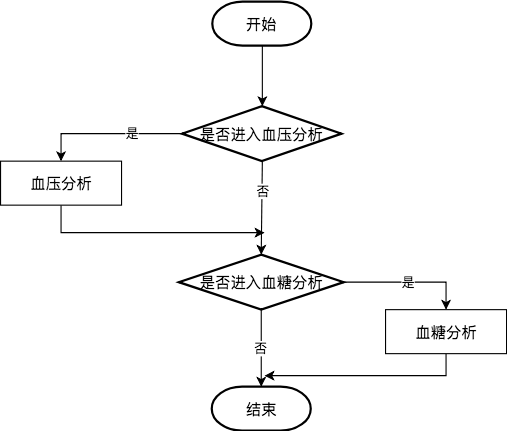 开始
是否进入血压分析
是
血压分析
否
是否进入血糖分析
是
血糖分析
否
结束